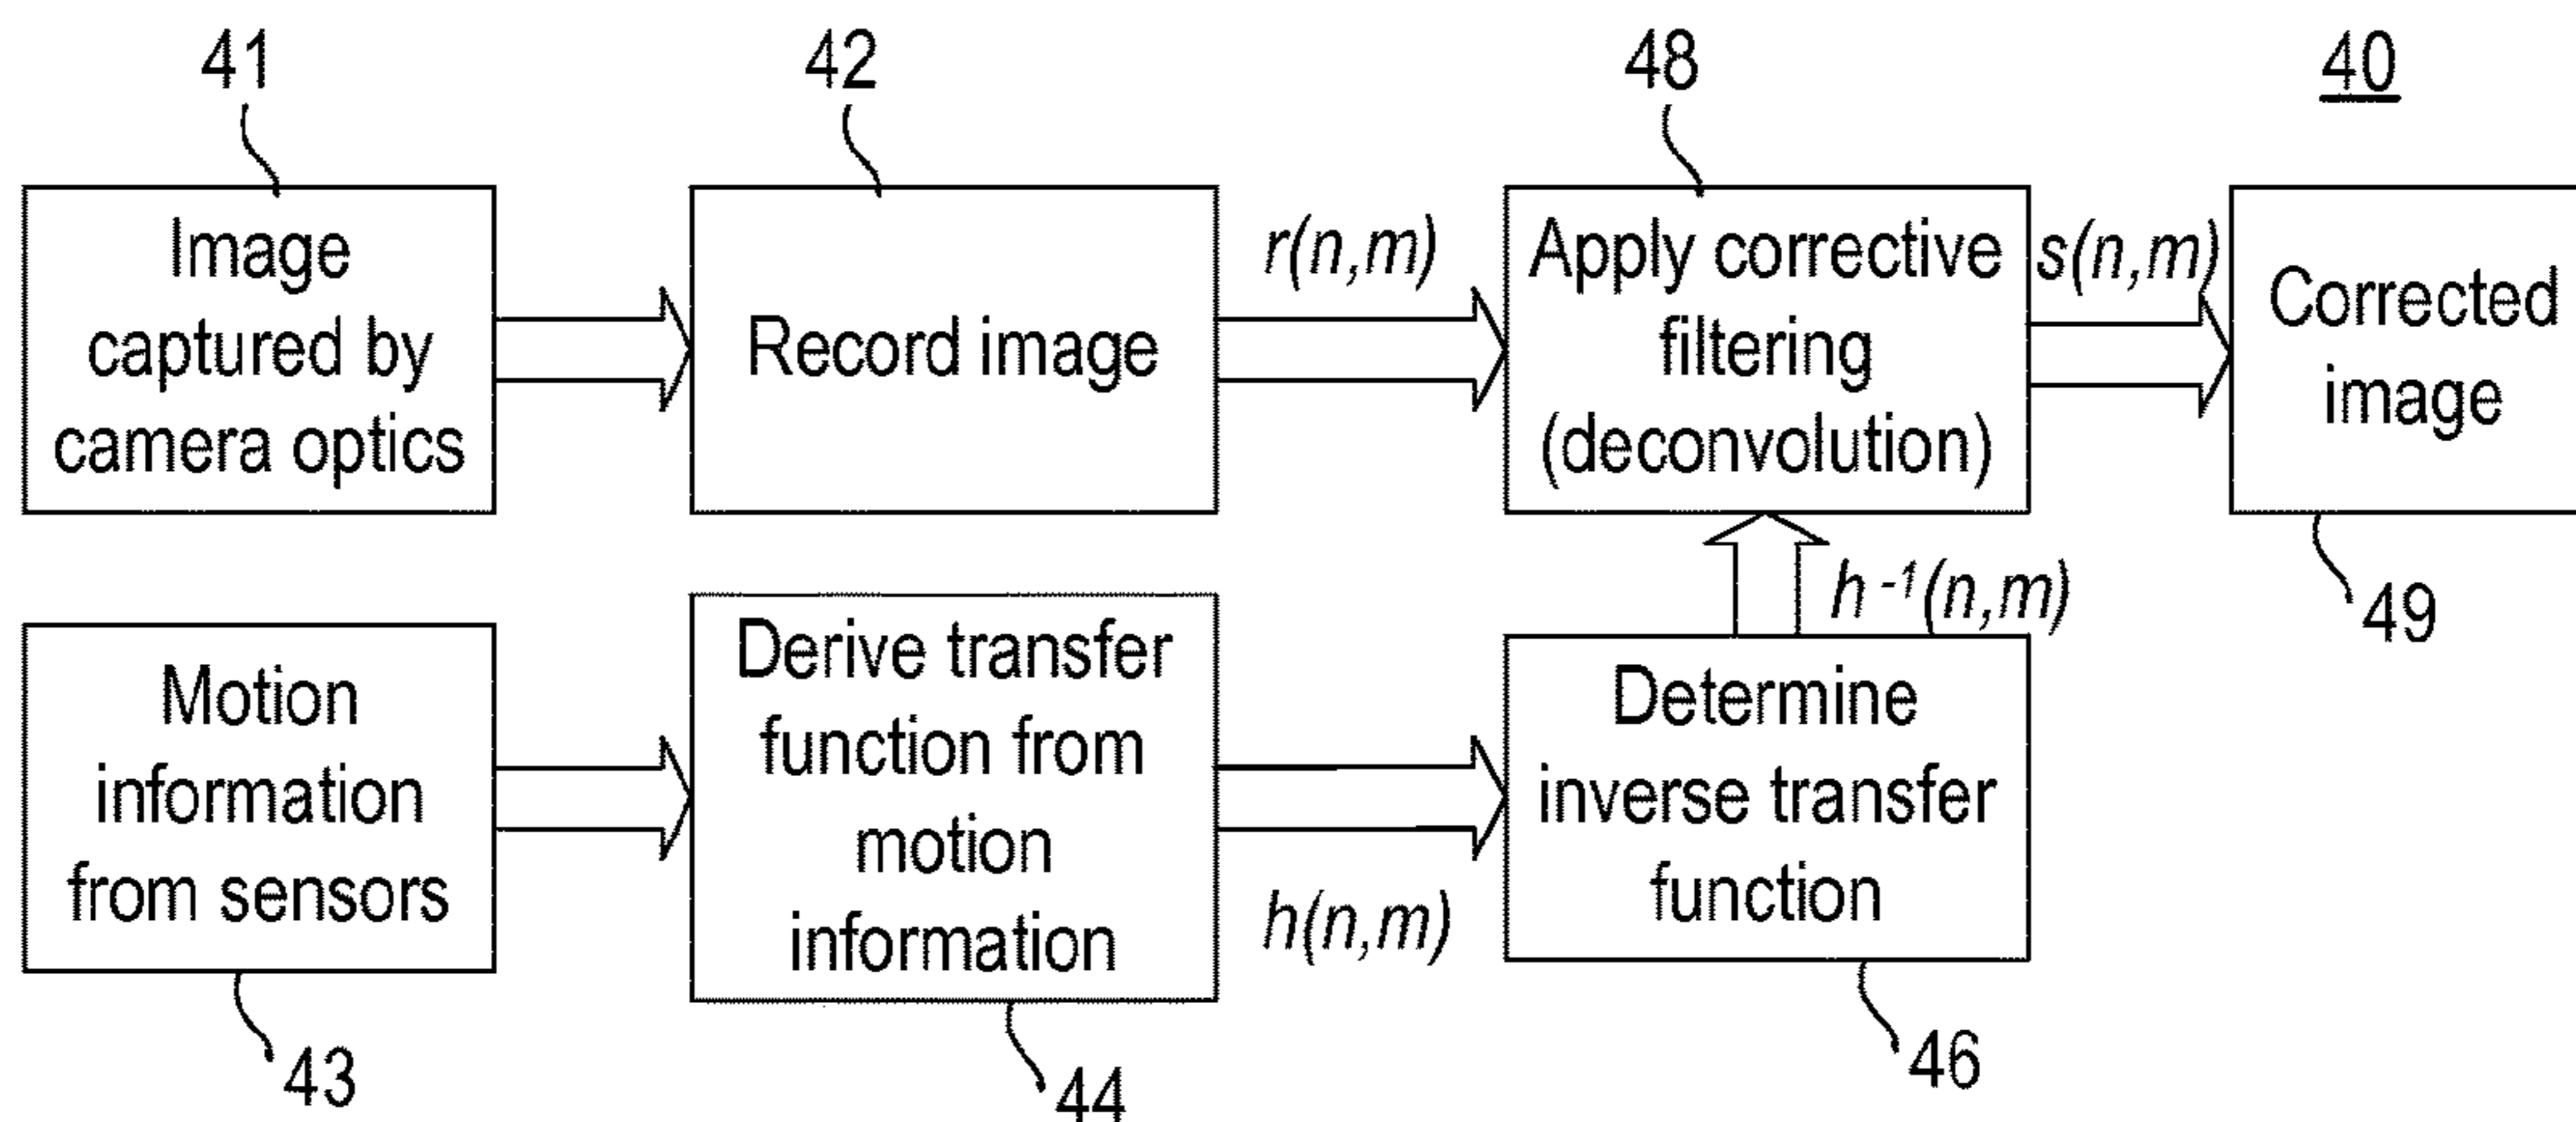 41
42
48
40
Image
captured by
camera optics
Record image
r(n,m)
Apply corrective
filtering
(deconvolution)
s(n,m)
Corrected
image
49
Motion
information
from sensors
43
Derive transfer
function from
motion
information
44
h(n,m)
h⁻¹(n,m)
Determine
inverse transfer
function
46